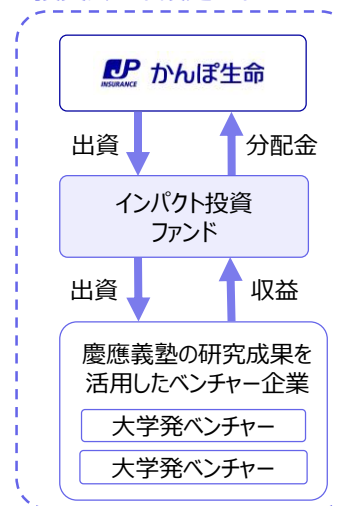 JP INSURANCE かんぽ生命
出資 分配金
インパクト投資
ファンド
出資 収益
慶應義塾の研究成果を
活用したベンチャー企業
大学発ベンチャー
大学発ベンチャー